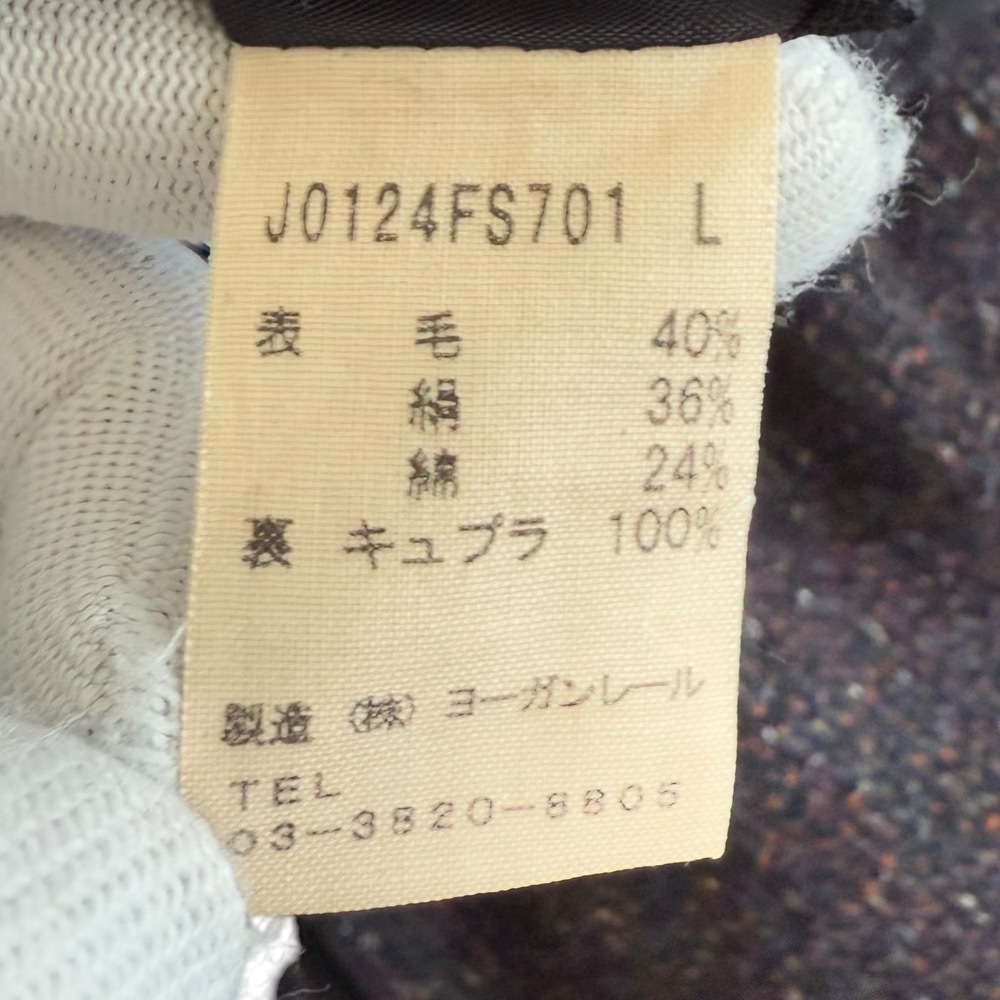 J0124FS701 L
表 毛 40%
絹 36%
綿 24%
裏 キュプラ 100%
製造 (株) ヨーガンレール
TEL
03-3820-8805